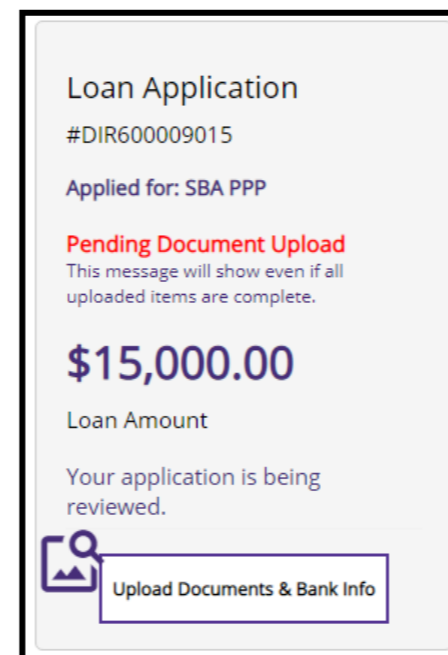 Loan Application
#DIR600009015
Applied for: SBA PPP
Pending Document Upload
This message will show even if all
uploaded items are complete.
$15,000.00
Loan Amount
Your application is being
reviewed.
Upload Documents & Bank Info